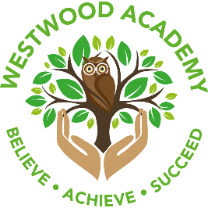 WESTWOOD ACADEMY
BELIEVE • ACHIEVE • SUCCEED